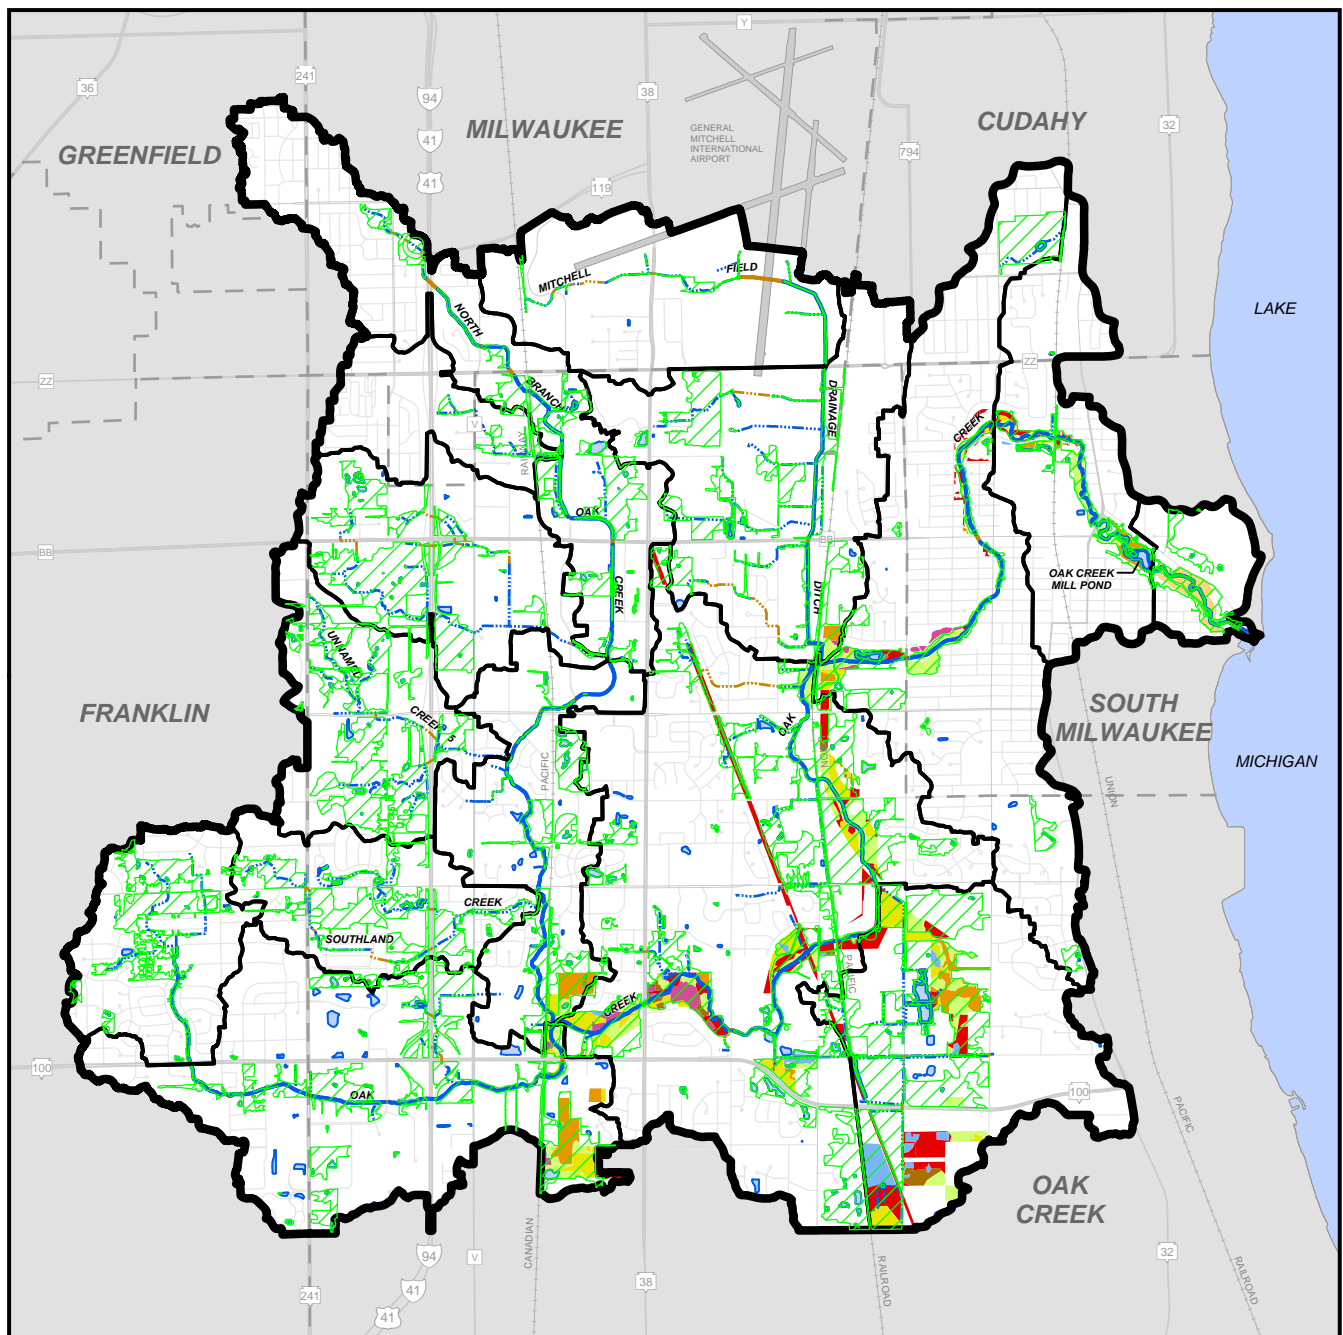 Y
36
241
94
38
MILWAUKEE
CUDAHY
32
GENERAL
MITCHELL
INTERNATIONAL
AIRPORT
41
794
GREENFIELD
41
119
MITCHELL
FIELD
LAKE
NORTH
ZZ
ZZ
BRANCH
DRAINAGE
V
CREEK
RAILWAY
OAK
BB
BB
OAK CREEK
MILL POND
CREEK
DITCH
UNNAMED
FRANKLIN
CREEK 5
OAK
SOUTH
MILWAUKEE
PACIFIC
UNION
MICHIGAN
UNION
CREEK
SOUTHLAND
PACIFIC
CREEK
100
OAK
100
PACIFIC
OAK
CREEK
CANADIAN
94
V
32
38
RAILROAD
RAILROAD
241
41
41